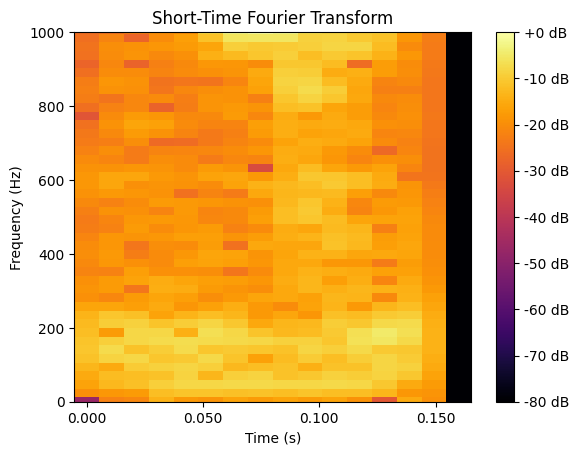 Short-Time Fourier Transform
1000
800
600
400
200
0
Frequency (Hz)
0.000
0.050
0.100
0.150
Time (s)
+0 dB
-10 dB
-20 dB
-30 dB
-40 dB
-50 dB
-60 dB
-70 dB
-80 dB